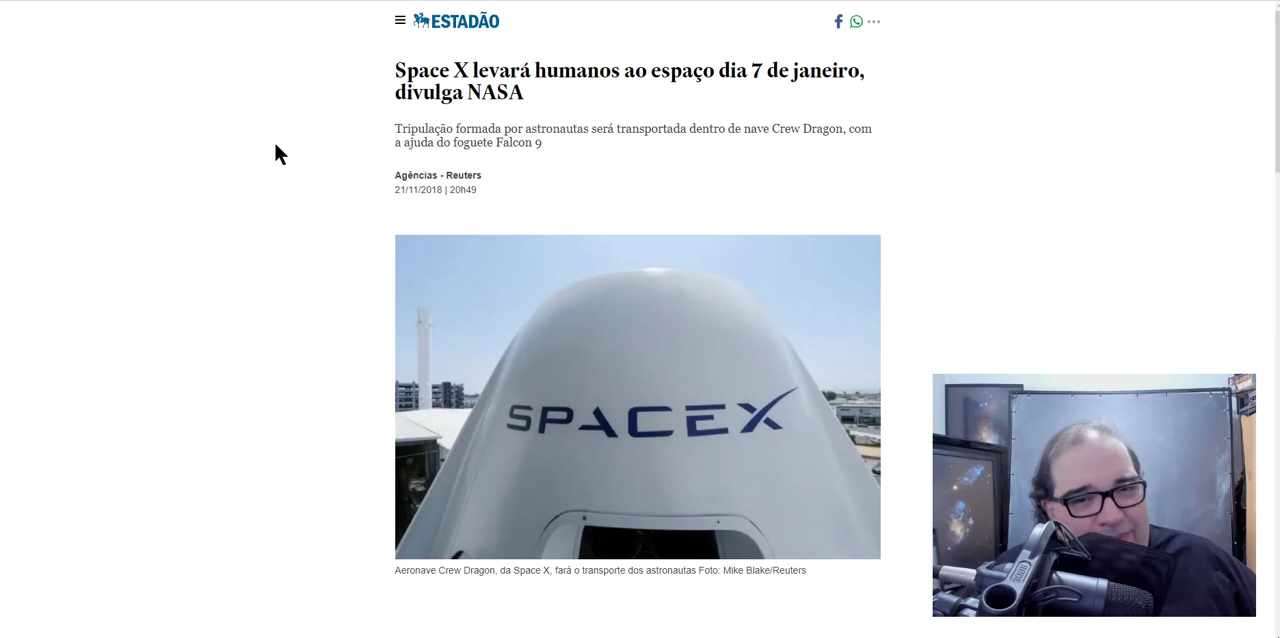 ESTADÃO
Space X levará humanos ao espaço dia 7 de janeiro,
divulga NASA
Tripulação formada por astronautas será transportada dentro de nave Crew Dragon, com
a ajuda do foguete Falcon 9
Agências - Reuters
21/11/2018 | 20h49
SPACEX
Aeronave Crew Dragon, da Space X, fará o transporte dos astronautas Foto: Mike Blake/Reuters
RODE